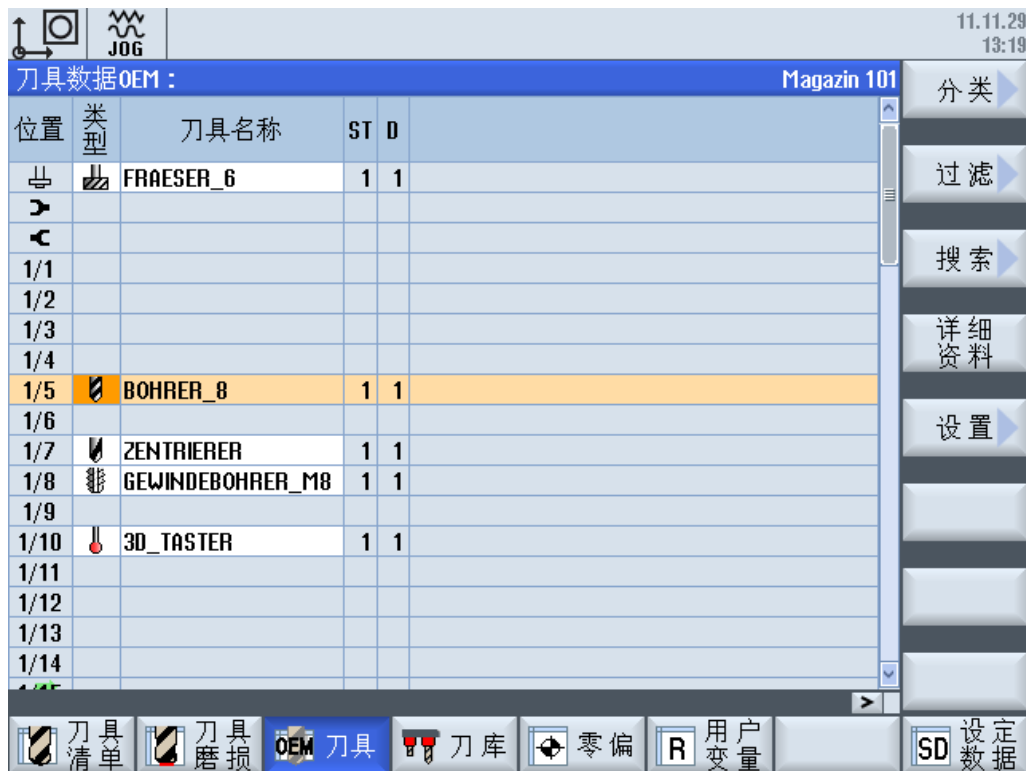 11.11.29
JOG
13:19
刀具数据OEM： Magazin 101
位置 类型 刀具名称 ST D
FRAESER_6 1 1
1/1
1/2
1/3
1/4
1/5 BOHRER_8 1 1
1/6
1/7 ZENTRIERER 1 1
1/8 GEWINDEBOHRER_M8 1 1
1/9
1/10 3D_TASTER 1 1
1/11
1/12
1/13
1/14
分类
过滤
搜索
详细
资料
设置
>
刀具
清单
刀具
磨损
OEM 刀具
刀库
零偏
R 用户
变量
SD 设定
数据